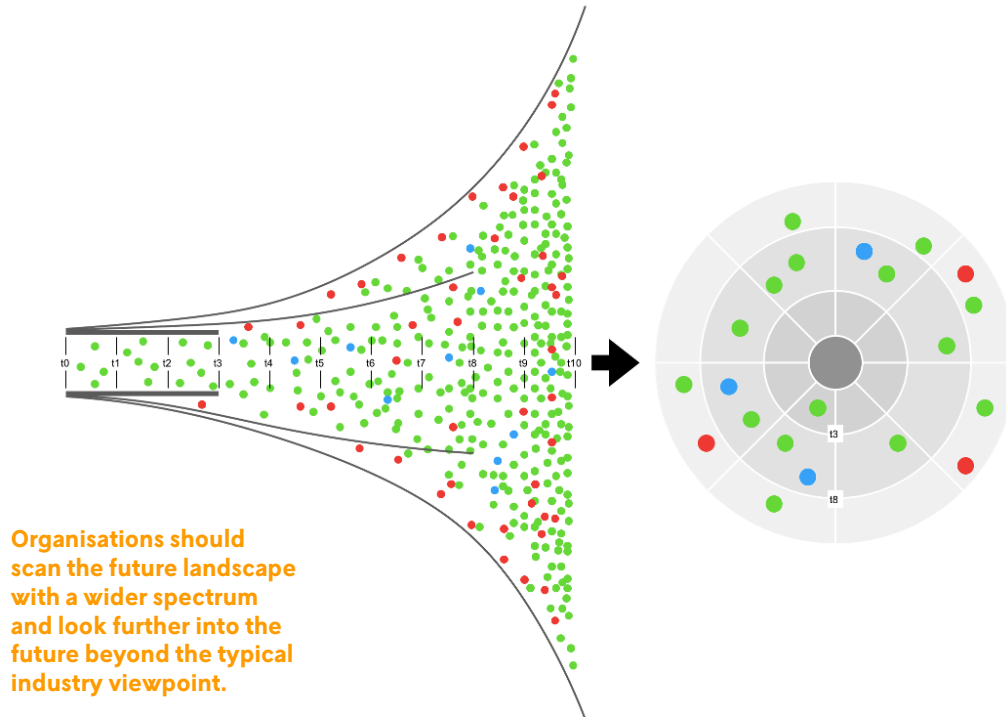 t0 t1 t2 t3 t4 t5 t6 t7 t8 t9 t10
t3
t8
Organisations should
scan the future landscape
with a wider spectrum
and look further into the
future beyond the typical
industry viewpoint.